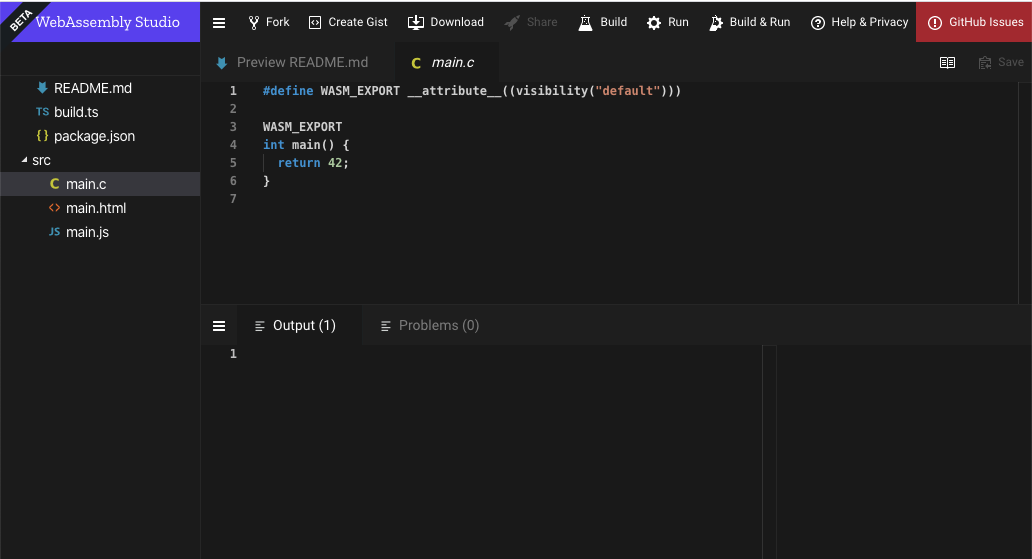 BETA
WebAssembly Studio
Fork Create Gist Download Share Build Run Build & Run Help & Privacy GitHub Issues
Preview README.md main.c Save
README.md
TS build.ts
{} package.json
src
C main.c
<> main.html
JS main.js
1 #define WASM_EXPORT __attribute__((visibility("default")))
2
3 WASM_EXPORT
4 int main() {
5 return 42;
6 }
7
Output (1) Problems (0)
1